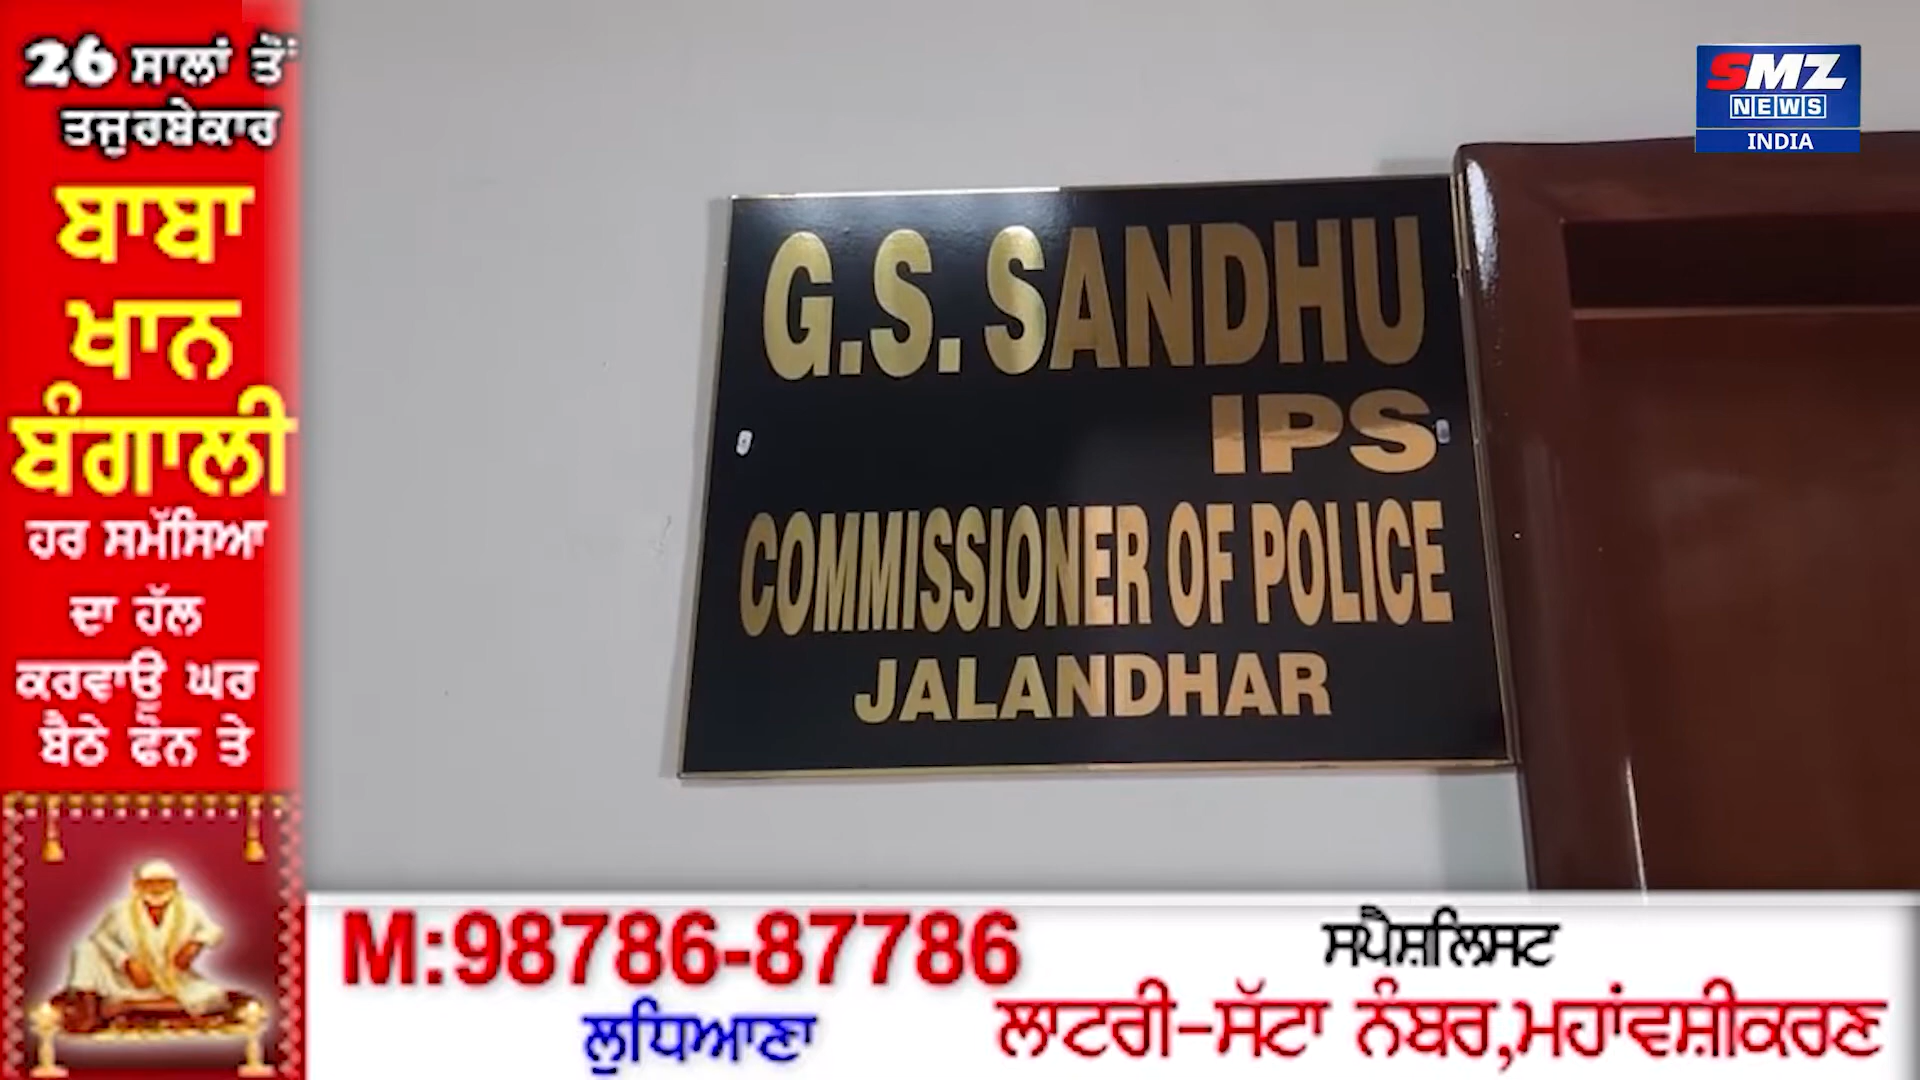 26 ਸਾਲਾਂ ਤੋਂ
ਤਜੁਰਬੇਕਾਰ
ਬਾਬਾ
ਖਾਨ
ਬੰਗਾਲੀ
ਹਰ ਸਮੱਸਿਆ
ਦਾ ਹੱਲ
ਕਰਵਾਉ ਘਰ
ਬੈਠੇ ਫੋਨ ਤੇ
SMZ
NEWS
INDIA
G.S. SANDHU
IPS
COMMISSIONER OF POLICE
JALANDHAR
M:98786-87786
ਲੁਧਿਆਣਾ
ਸਪੈਸ਼ਲਿਸਟ
ਲਾਟਰੀ-ਸੱਟਾ ਨੰਬਰ,ਮਹਾਂਵਸ਼ੀਕਰਣ